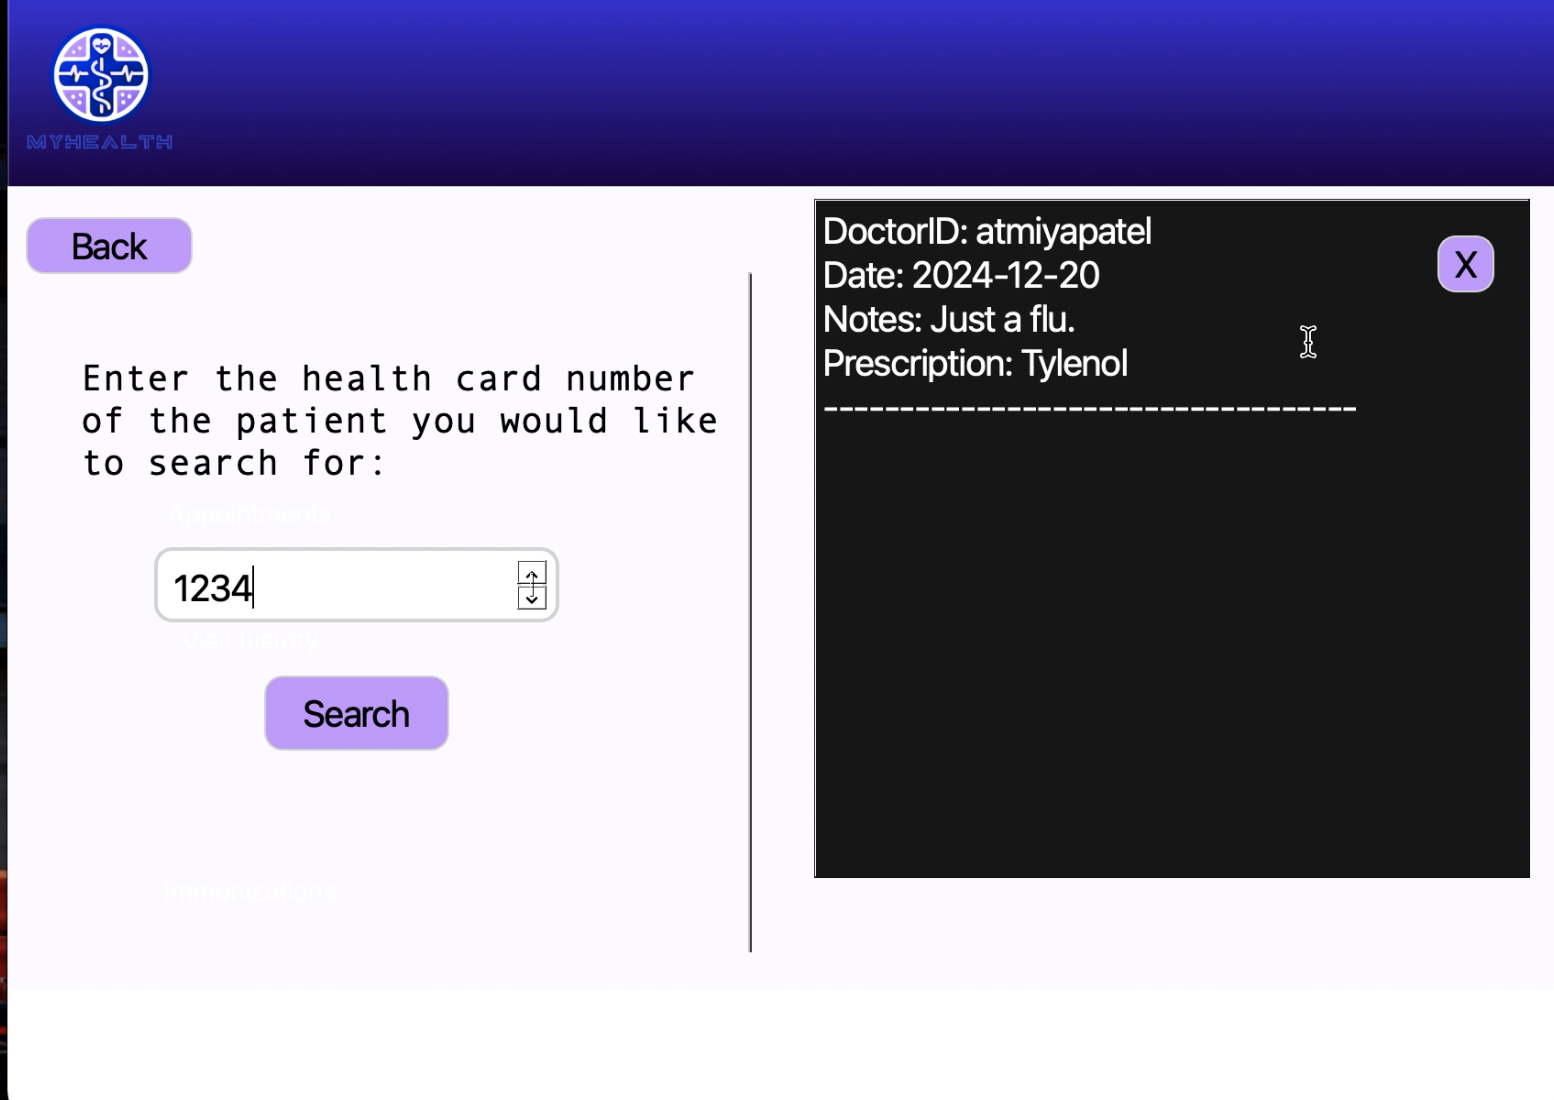 MYHEALTH
Back
Enter the health card number
of the patient you would like
to search for:
Appointments
1234
Visit history
Search
Immunizations
DoctorID: atmiyapatel
Date: 2024-12-20
Notes: Just a flu.
Prescription: Tylenol
-----------------------------------
X